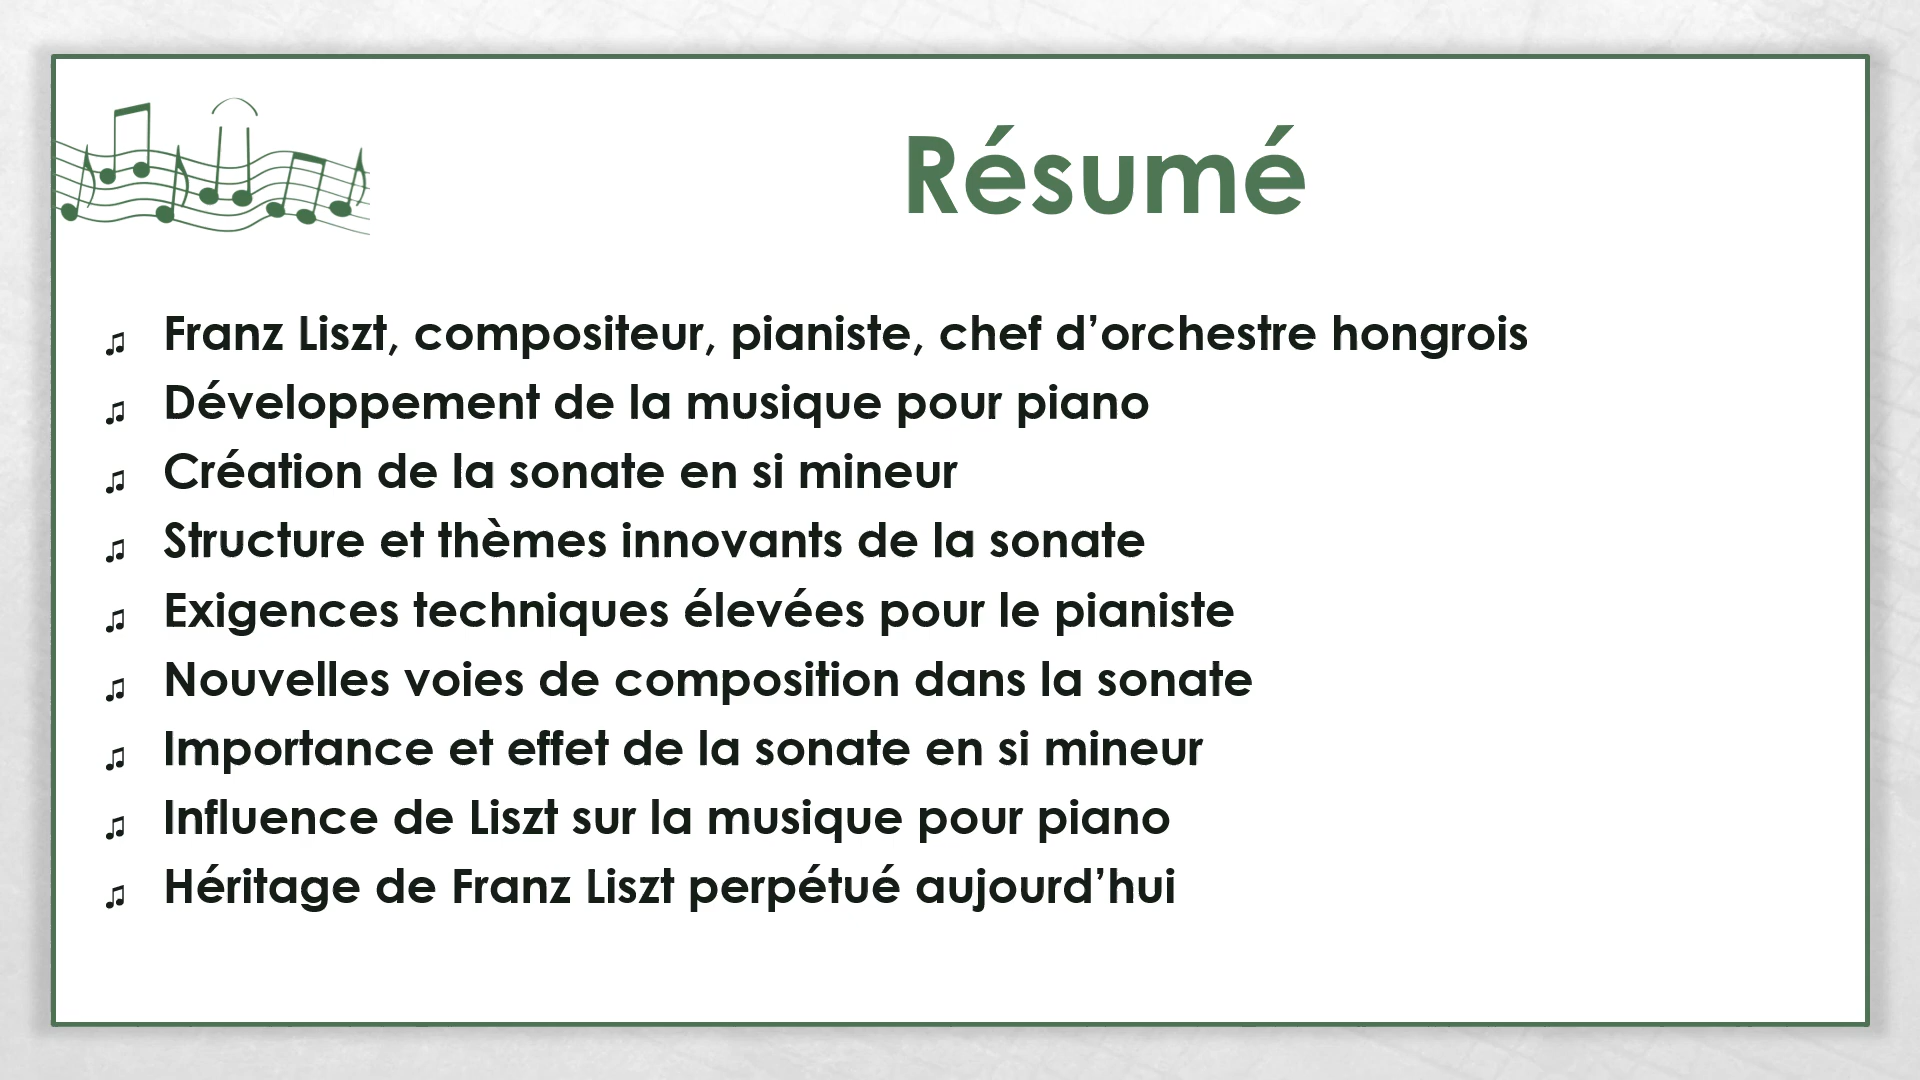 Résumé
♫ Franz Liszt, compositeur, pianiste, chef d’orchestre hongrois
♫ Développement de la musique pour piano
♫ Création de la sonate en si mineur
♫ Structure et thèmes innovants de la sonate
♫ Exigences techniques élevées pour le pianiste
♫ Nouvelles voies de composition dans la sonate
♫ Importance et effet de la sonate en si mineur
♫ Influence de Liszt sur la musique pour piano
♫ Héritage de Franz Liszt perpétué aujourd’hui